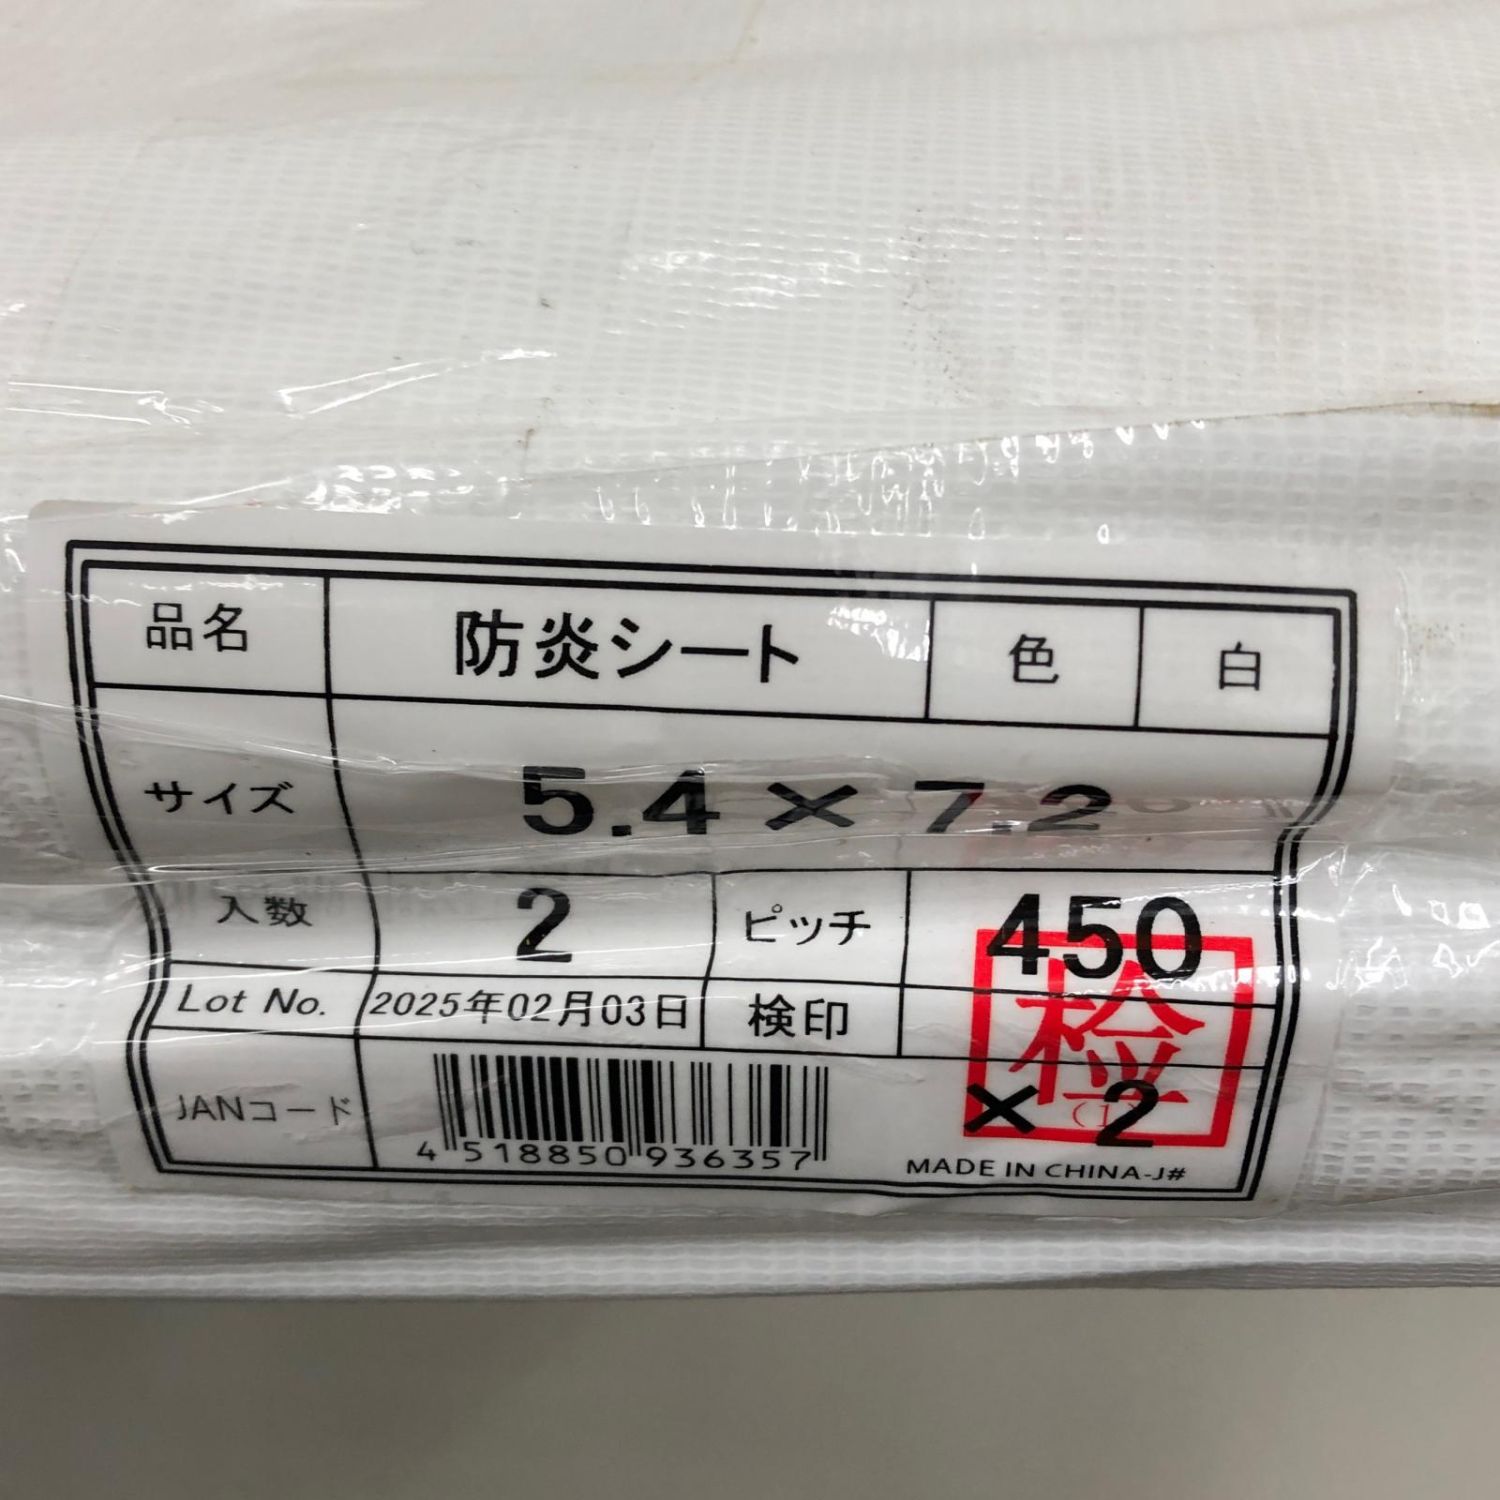 品名 防炎シート 色 白
サイズ 5.4×7.2
入数 2 ピッチ 450
Lot No. 2025年02月03日 検印
検
(1)
×2
JANコード
4 518850 936357
MADE IN CHINA-J#